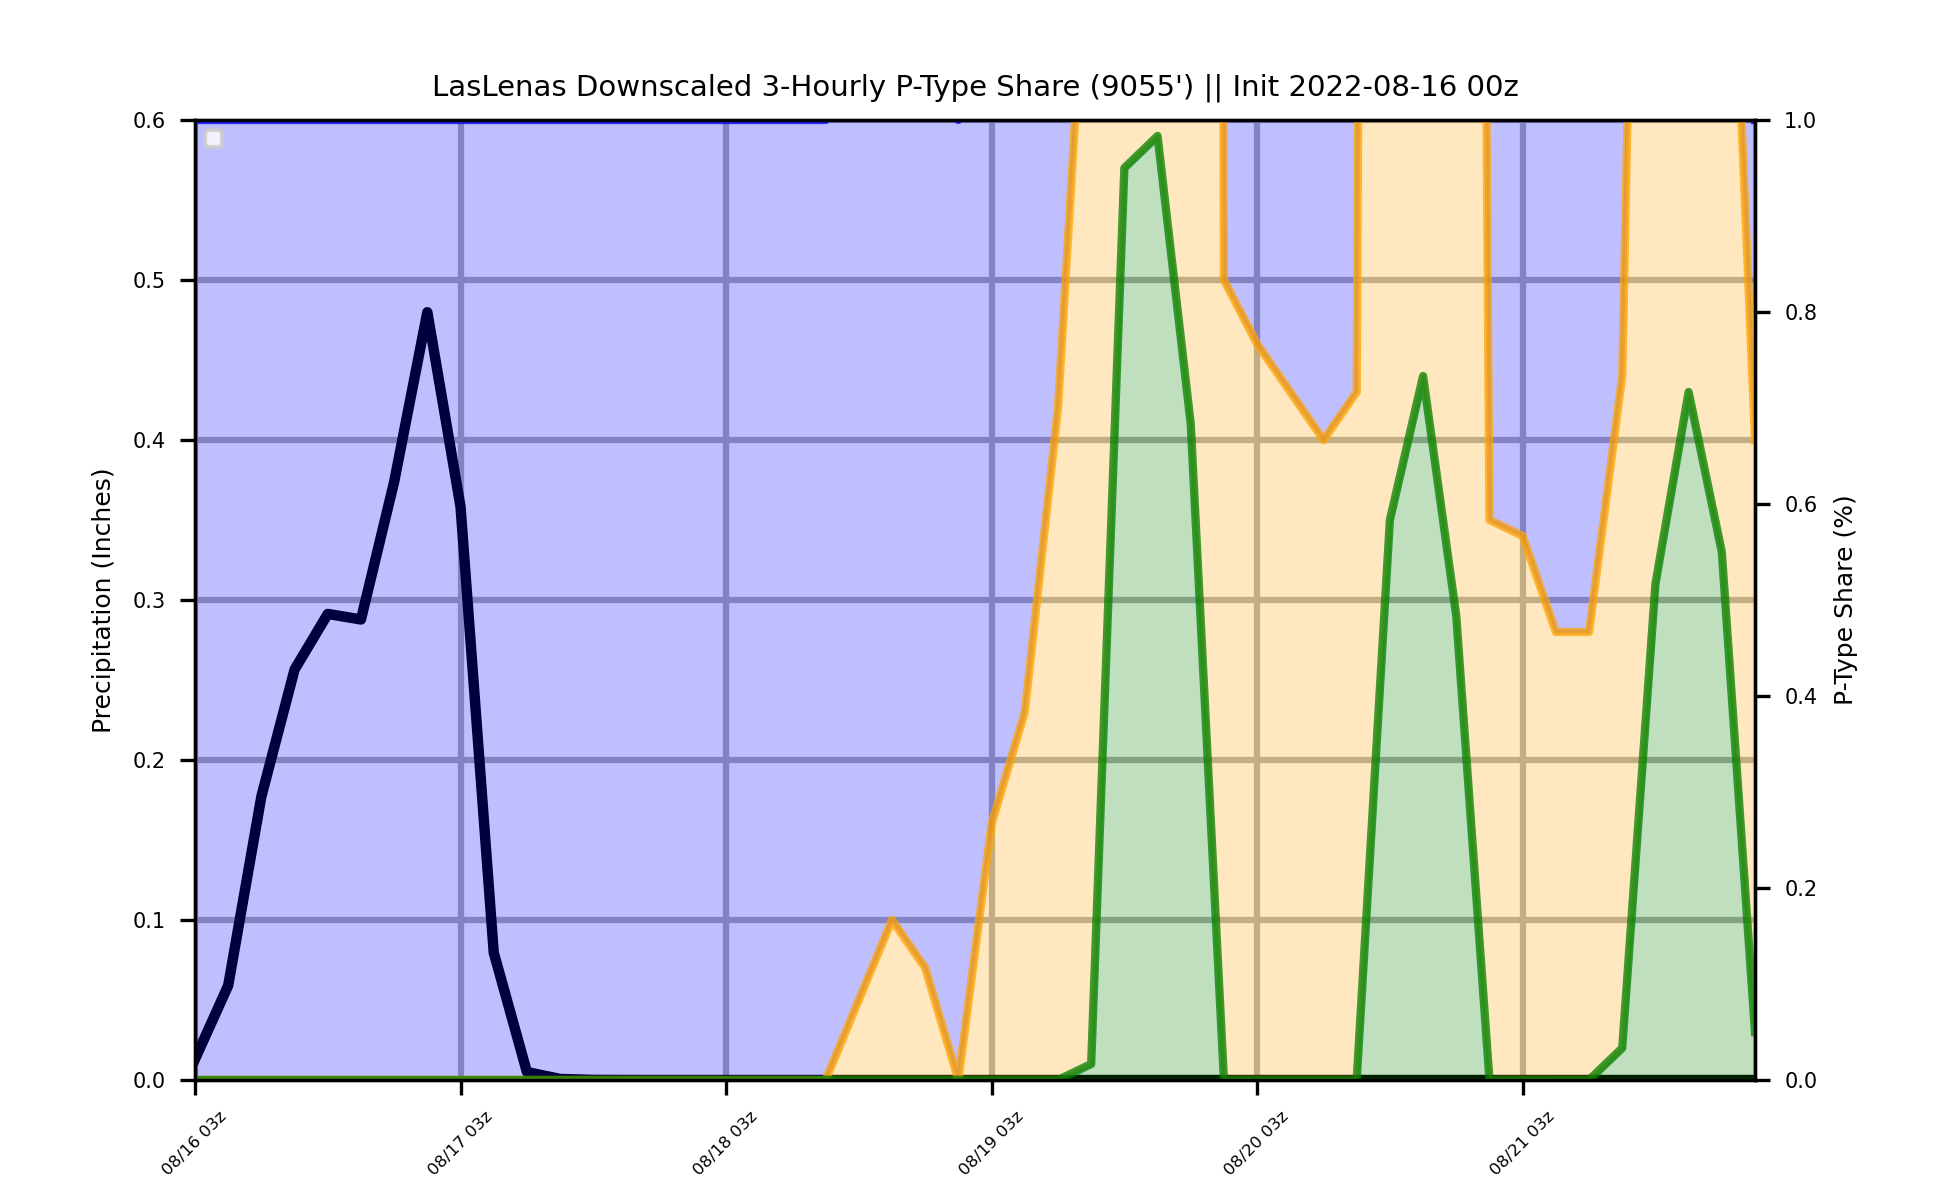 LasLenas Downscaled 3-Hourly P-Type Share (9055') || Init 2022-08-16 00z
0.6
0.5
0.4
0.3
0.2
0.1
0.0
Precipitation (Inches)
1.0
0.8
0.6
0.4
0.2
0.0
P-Type Share (%)
08/16 03z
08/17 03z
08/18 03z
08/19 03z
08/20 03z
08/21 03z